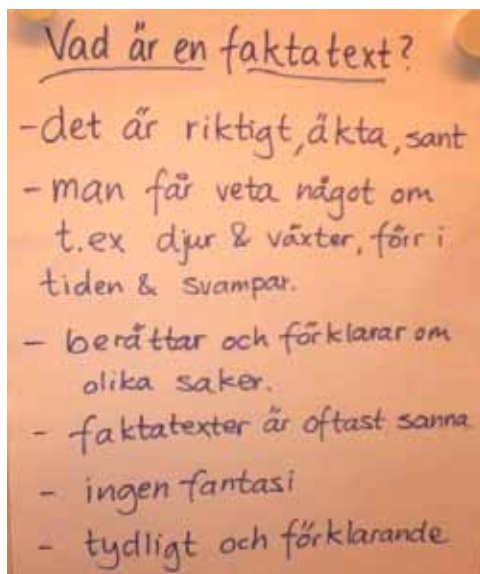 Vad är en faktatext?
- det är riktigt, äkta, sant
- man får veta något om
t.ex djur & växter, förr i
tiden & svampar.
- berättar och förklarar om
olika saker.
- faktatexter är oftast sanna
- ingen fantasi
- tydligt och förklarande